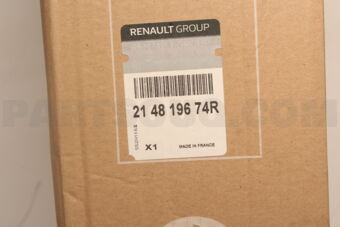 RENAULT GROUP
21 48 196 74R
X1
MADE IN FRANCE